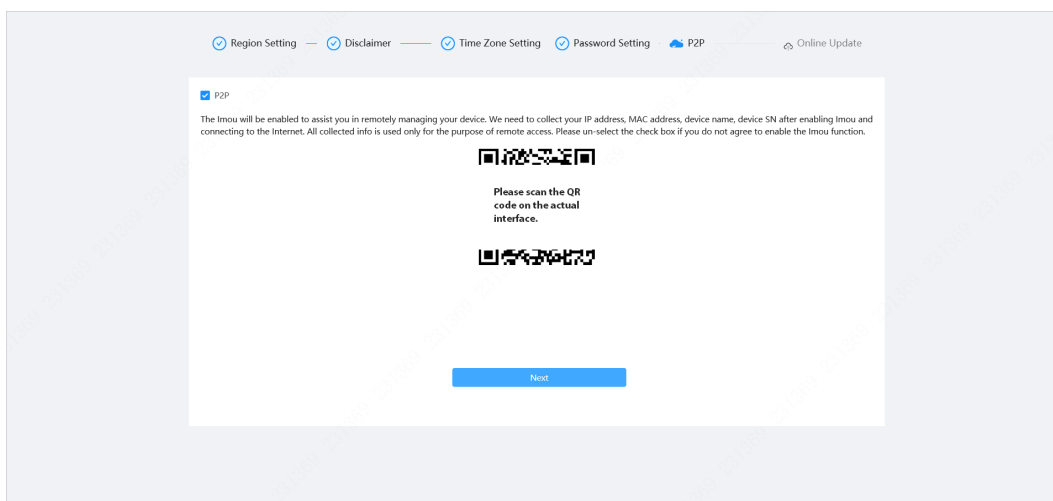 Region Setting
Disclaimer
Time Zone Setting
Password Setting
P2P
Online Update
P2P
The Imou will be enabled to assist you in remotely managing your device. We need to collect your IP address, MAC address, device name, device SN after enabling Imou and
connecting to the Internet. All collected info is used only for the purpose of remote access. Please un-select the check box if you do not agree to enable the Imou function.
Please scan the QR
code on the actual
interface.
Next